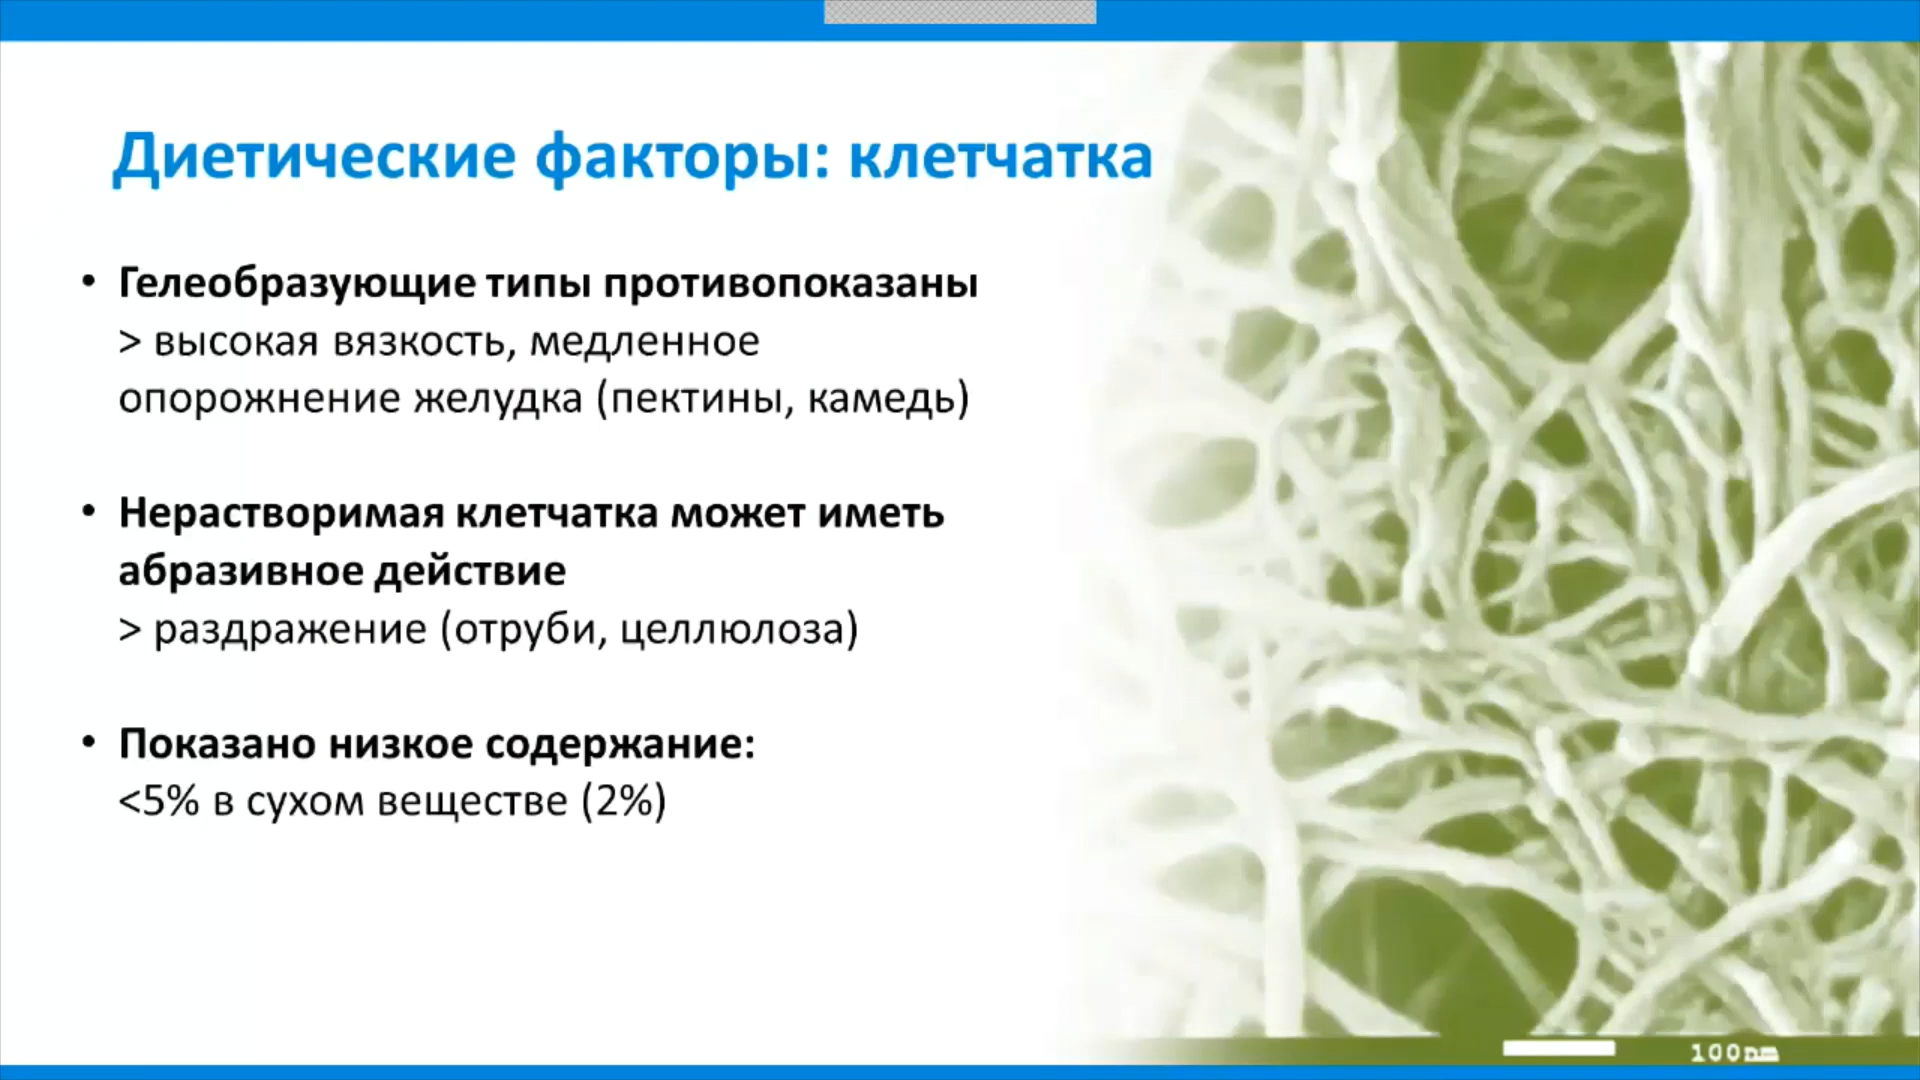 Диетические факторы: клетчатка
• Гелеобразующие типы противопоказаны
> высокая вязкость, медленное
опорожнение желудка (пектины, камедь)
• Нерастворимая клетчатка может иметь
абразивное действие
> раздражение (отруби, целлюлоза)
• Показано низкое содержание:
<5% в сухом веществе (2%)
100nm